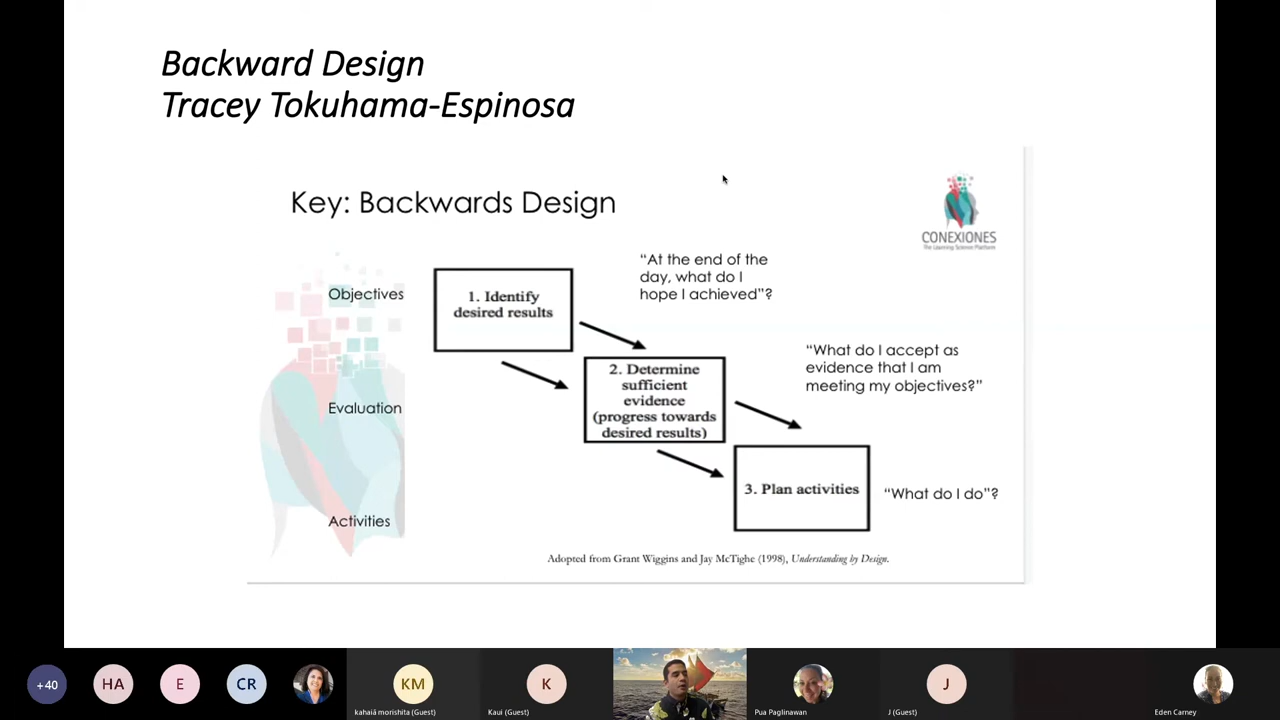 Backward Design
Tracey Tokuhama-Espinosa
Key: Backwards Design
CONEXIONES
The Learning Science Platform
Objectives
1. Identify
desired results
“At the end of the
day, what do I
hope I achieved”?
Evaluation
2. Determine
sufficient
evidence
(progress towards
desired results)
“What do I accept as
evidence that I am
meeting my objectives?”
Activities
3. Plan activities
“What do I do”?
Adopted from Grant Wiggins and Jay McTighe (1998), Understanding by Design.
+40
HA
E
CR
KM
kahaiā morishita (Guest)
K
Kaui (Guest)
Pua Paglinawan
J
J (Guest)
Eden Carney